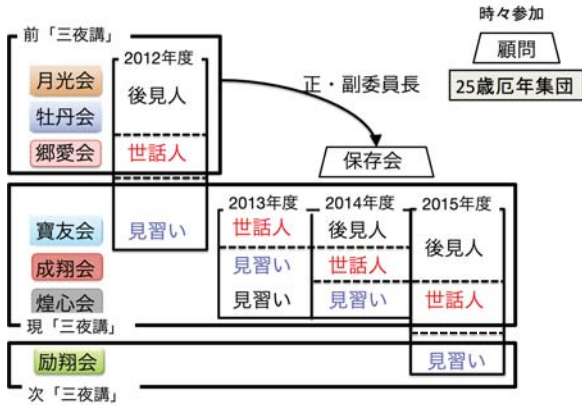 時々参加
顧問
25歳厄年集団
前「三夜講」
2012年度
月光会
後見人
牡丹会
郷愛会
世話人
正・副委員長
保存会
寶友会
見習い
成翔会
煌心会
2013年度
世話人
見習い
見習い
2014年度
後見人
世話人
見習い
2015年度
後見人
世話人
見習い
現「三夜講」
励翔会
次「三夜講」